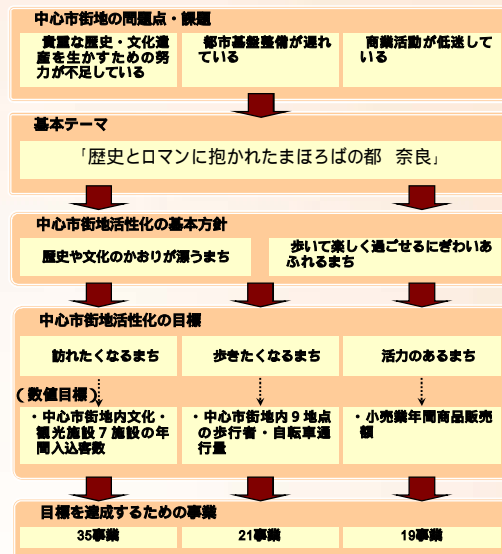 中心市街地の問題点・課題
貴重な歴史・文化遺
産を生かすための努
力が不足している
都市基盤整備が遅れ
ている
商業活動が低迷して
いる
基本テーマ
「歴史とロマンに抱かれたまほろばの都 奈良」
中心市街地活性化の基本方針
歴史や文化のかおりが漂うまち
歩いて楽しく過ごせるにぎわいあ
ふれるまち
中心市街地活性化の目標
訪れたくなるまち
歩きたくなるまち
活力のあるまち
(数値目標)
・中心市街地内文化・
観光施設7施設の年
間入込客数
・中心市街地内9地点
の歩行者・自転車通
行量
・小売業年間商品販売
額
目標を達成するための事業
35事業
21事業
19事業